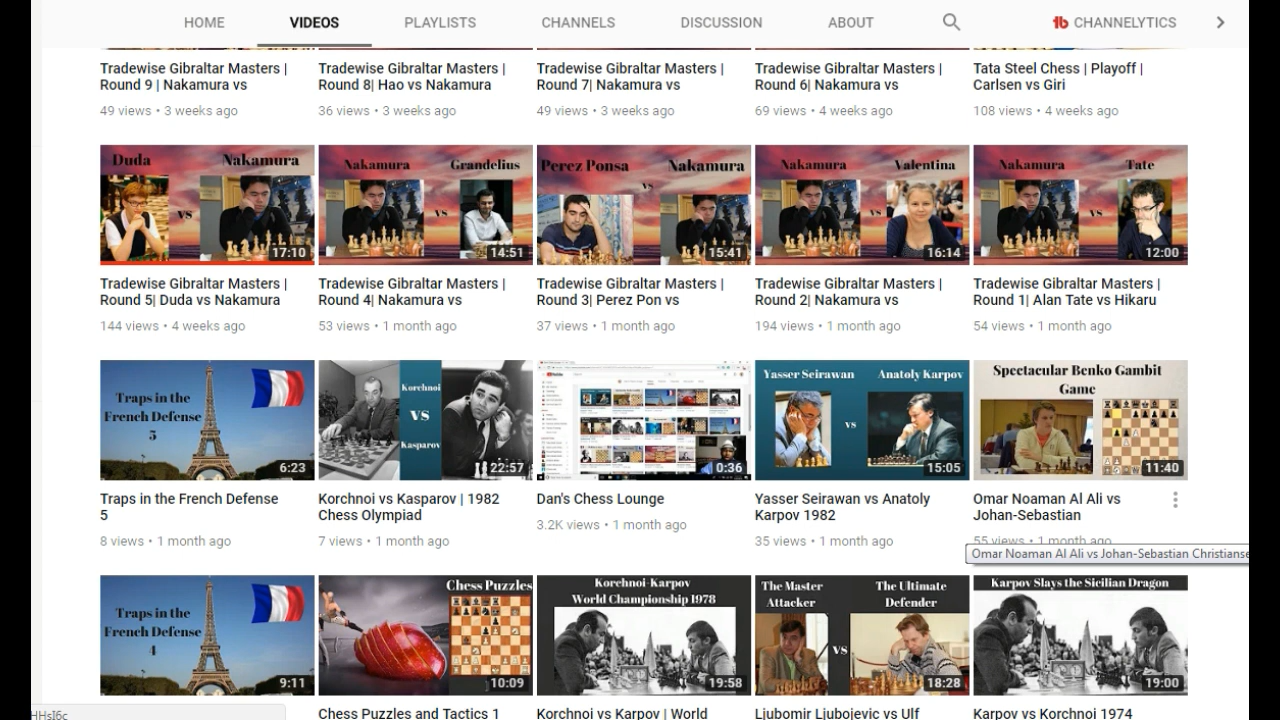 HOME VIDEOS PLAYLISTS CHANNELS DISCUSSION ABOUT CHANNELYTICS
Tradewise Gibraltar Masters |
Round 9 | Nakamura vs
49 views • 3 weeks ago
Tradewise Gibraltar Masters |
Round 8| Hao vs Nakamura
36 views • 3 weeks ago
Tradewise Gibraltar Masters |
Round 7| Nakamura vs
49 views • 3 weeks ago
Tradewise Gibraltar Masters |
Round 6| Nakamura vs
69 views • 4 weeks ago
Tata Steel Chess | Playoff |
Carlsen vs Giri
108 views • 4 weeks ago
Duda Nakamura
vs
17:10
Tradewise Gibraltar Masters |
Round 5| Duda vs Nakamura
144 views • 4 weeks ago
Nakamura Grandelius
vs
14:51
Tradewise Gibraltar Masters |
Round 4| Nakamura vs
53 views • 1 month ago
Perez Ponsa Nakamura
vs
15:41
Tradewise Gibraltar Masters |
Round 3| Perez Pon vs
37 views • 1 month ago
Nakamura Valentina
vs
16:14
Tradewise Gibraltar Masters |
Round 2| Nakamura vs
194 views • 1 month ago
Nakamura Tate
vs
12:00
Tradewise Gibraltar Masters |
Round 1| Alan Tate vs Hikaru
54 views • 1 month ago
Traps in the
French Defense
5
6:23
Traps in the French Defense
5
8 views • 1 month ago
Korchnoi
VS
Kasparov
22:57
Korchnoi vs Kasparov | 1982
Chess Olympiad
7 views • 1 month ago
0:36
Dan's Chess Lounge
3.2K views • 1 month ago
Yasser Seirawan Anatoly Karpov
vs
15:05
Yasser Seirawan vs Anatoly
Karpov 1982
35 views • 1 month ago
Spectacular Benko Gambit
Game
11:40
Omar Noaman Al Ali vs
Johan-Sebastian
55 views • 1 month ago
Omar Noaman Al Ali vs Johan-Sebastian Christianse
Traps in the
French Defense
4
9:11
Chess Puzzles
10:09
Chess Puzzles and Tactics 1
Korchnoi-Karpov
World Championship 1978
19:58
Korchnoi vs Karpov | World
The Master
Attacker
The Ultimate
Defender
VS
18:28
Ljubomir Ljubojevic vs Ulf
Karpov Slays the Sicilian Dragon
19:00
Karpov vs Korchnoi 1974
HHsI6c